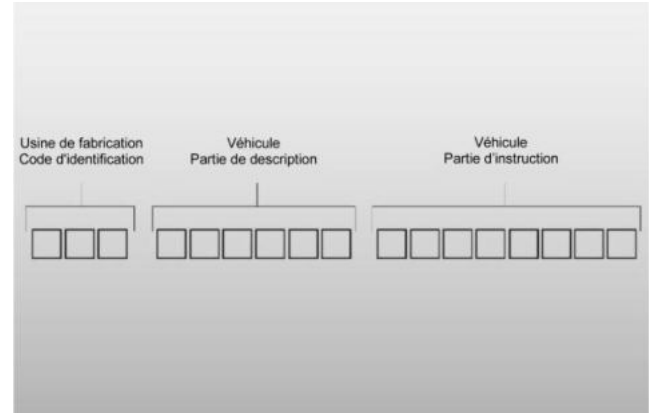 Usine de fabrication
Code d'identification
Véhicule
Partie de description
Véhicule
Partie d'instruction